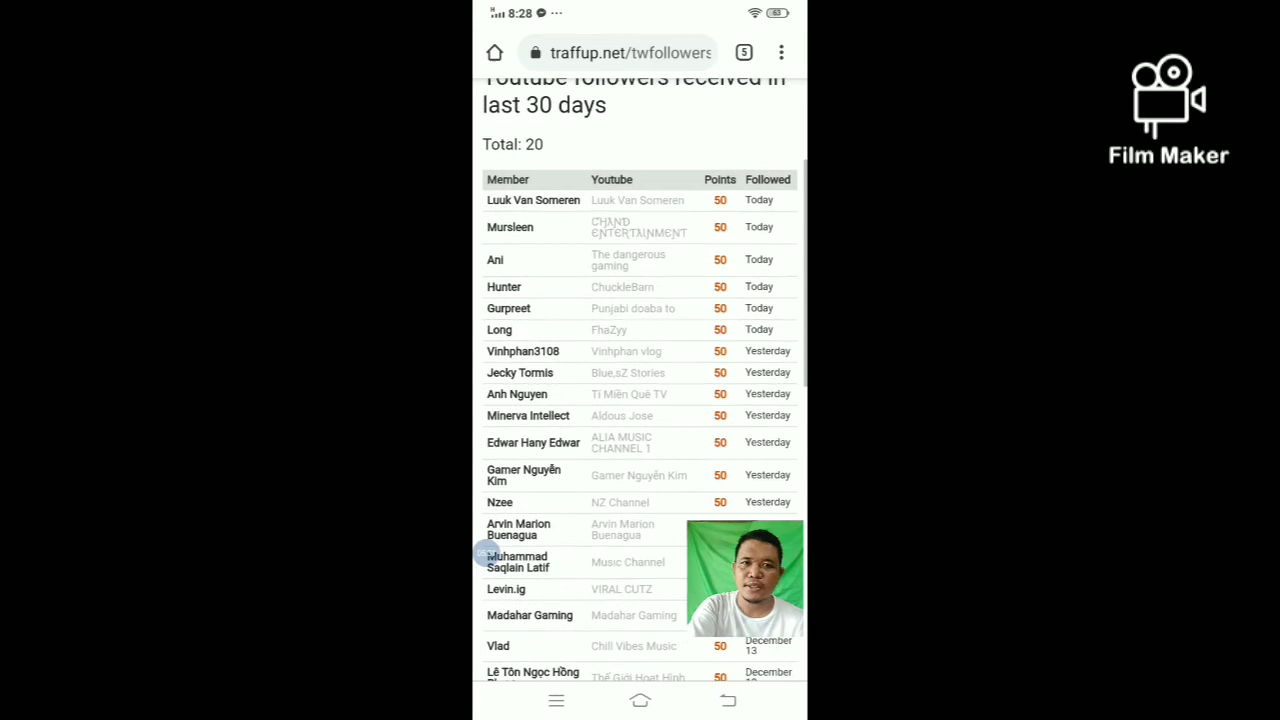 8:28 ...
63
traffup.net/twfollowers
5
Youtube followers received in
last 30 days
Total: 20
Member Youtube Points Followed
Luuk Van Someren Luuk Van Someren 50 Today
Mursleen CHAND ENTERTAINMENT 50 Today
Ani The dangerous gaming 50 Today
Hunter ChuckleBarn 50 Today
Gurpreet Punjabi doaba to 50 Today
Long FhaZyy 50 Today
Vinhphan3108 Vinhphan vlog 50 Yesterday
Jecky Tormis Blue,sZ Stories 50 Yesterday
Anh Nguyen Tí Miền Quê TV 50 Yesterday
Minerva Intellect Aldous Jose 50 Yesterday
Edwar Hany Edwar ALIA MUSIC CHANNEL 1 50 Yesterday
Gamer Nguyễn Kim Gamer Nguyễn Kim 50 Yesterday
Nzee NZ Channel 50 Yesterday
Arvin Marion Buenagua Arvin Marion Buenagua
Muhammad Saqlain Latif Music Channel
Levin.ig VIRAL CUTZ
Madahar Gaming Madahar Gaming
Vlad Chill Vibes Music 50 December 13
Lê Tôn Ngọc Hồng Thế Giới Hoạt Hình 50 December
Film Maker